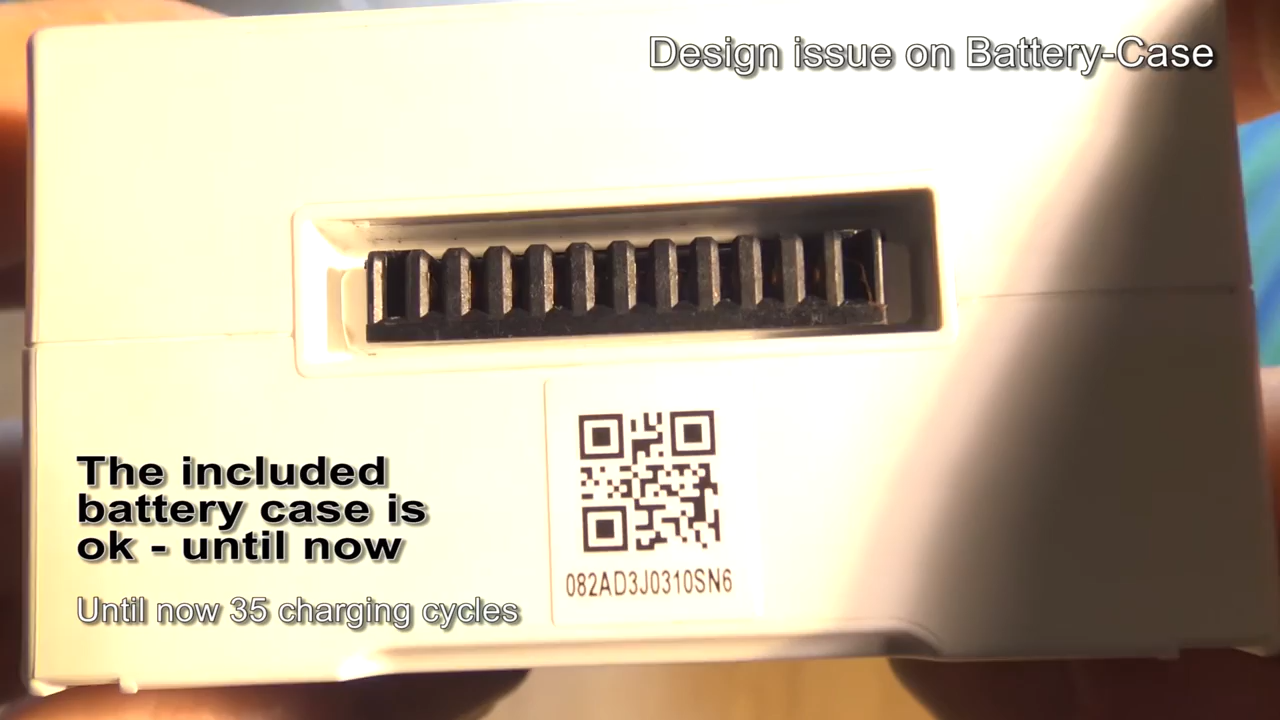 Design issue on Battery-Case
The included
battery case is
ok - until now
Until now 35 charging cycles
082AD3J0310SN6